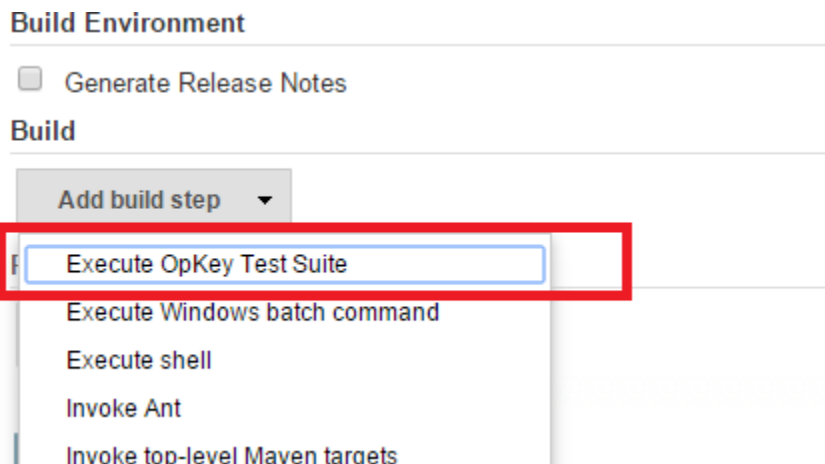 Build Environment
Generate Release Notes
Build
Add build step
Execute OpKey Test Suite
Execute Windows batch command
Execute shell
Invoke Ant
Invoke top-level Maven targets